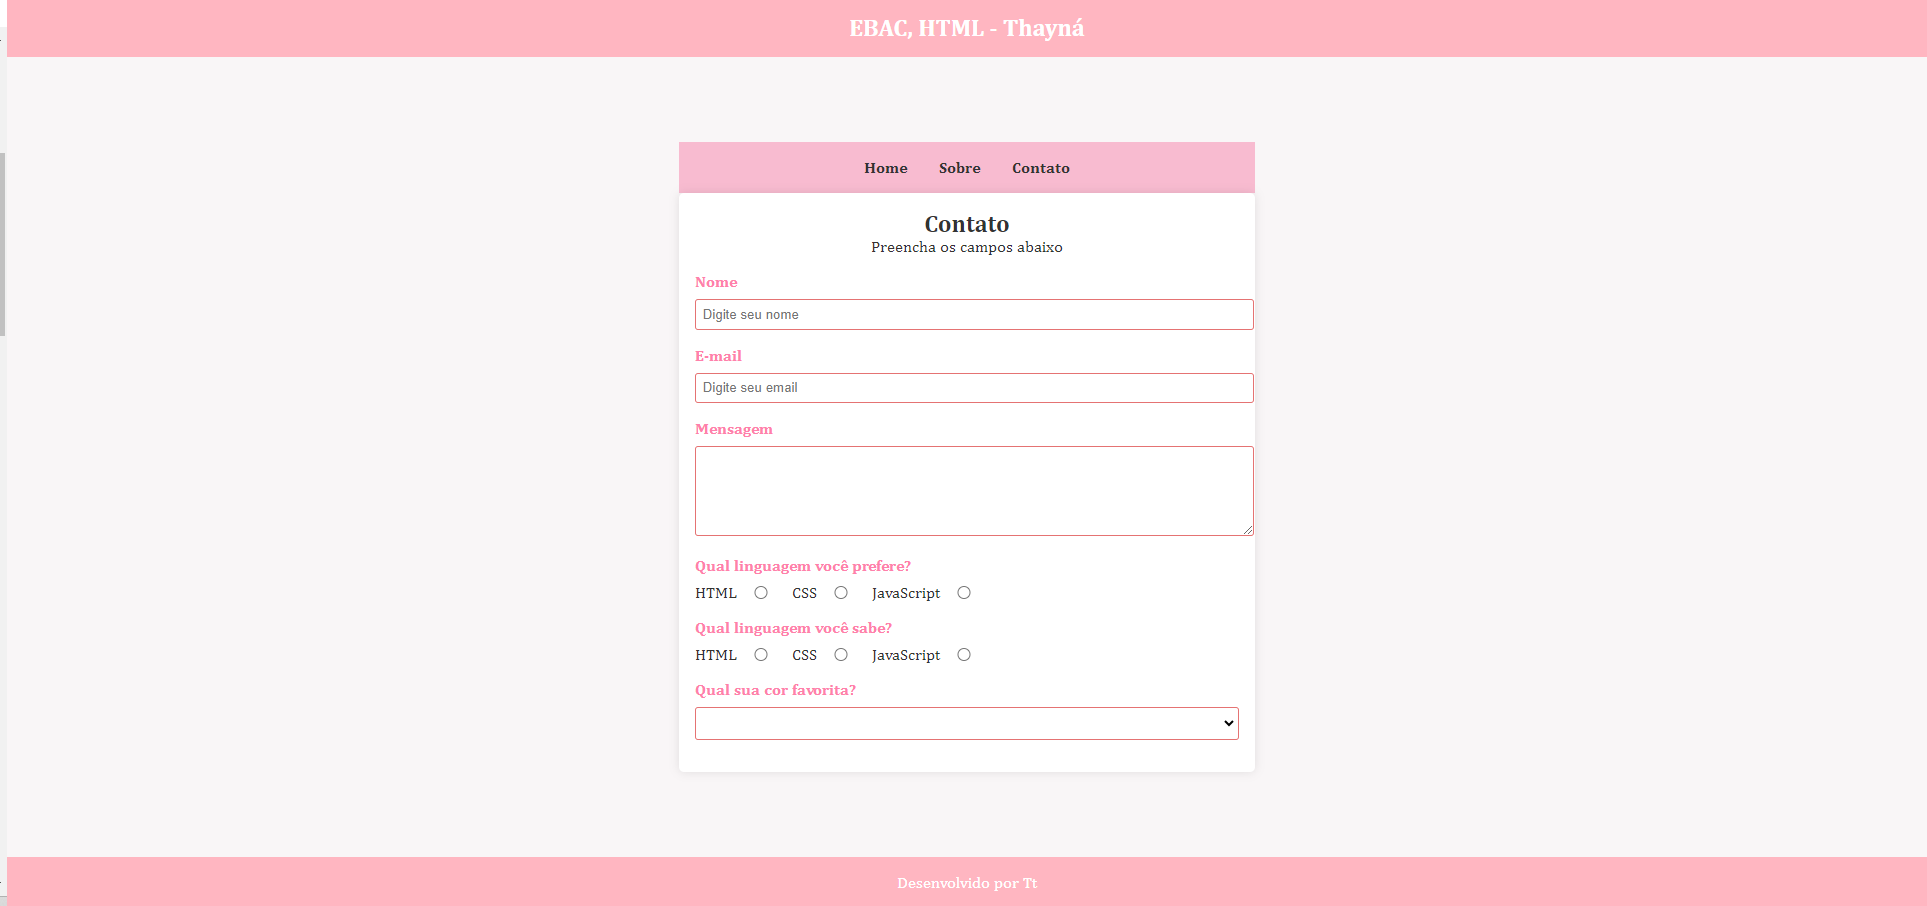 EBAC, HTML - Thayná
Home Sobre Contato
Contato
Preencha os campos abaixo
Nome
Digite seu nome
E-mail
Digite seu email
Mensagem
Qual linguagem você prefere?
HTML CSS JavaScript
Qual linguagem você sabe?
HTML CSS JavaScript
Qual sua cor favorita?
Desenvolvido por Tt